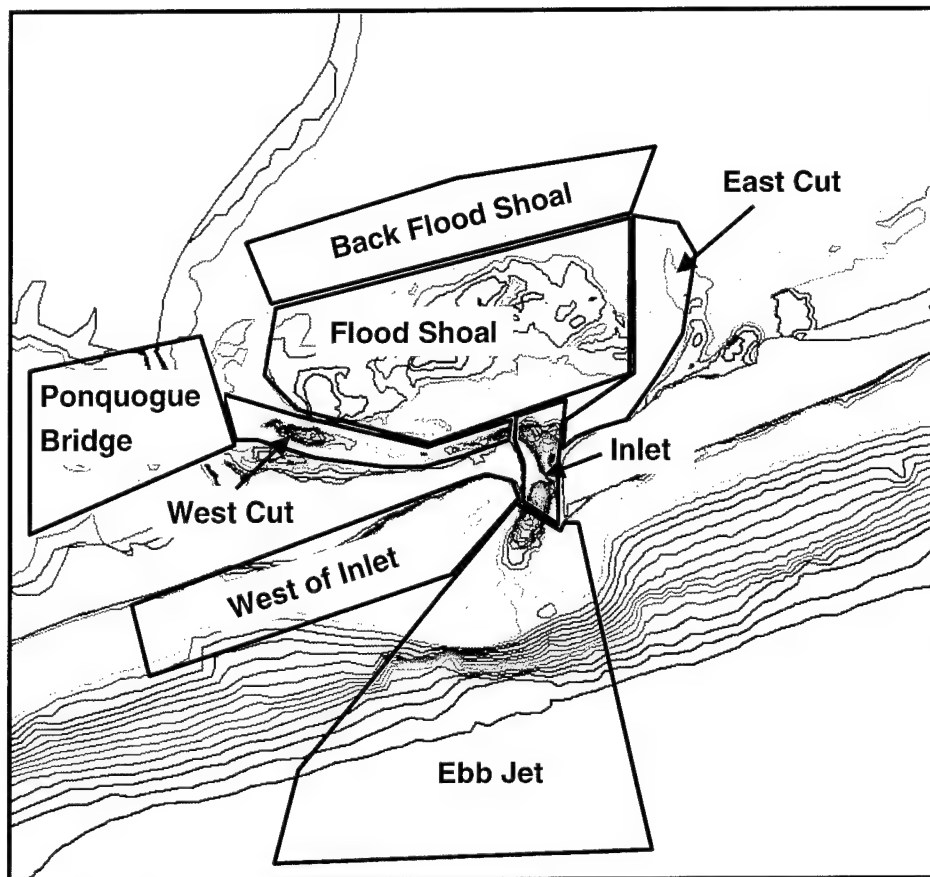 East Cut
Back Flood Shoal
Flood Shoal
Ponquogue
Bridge
Inlet
West Cut
West of Inlet
Ebb Jet